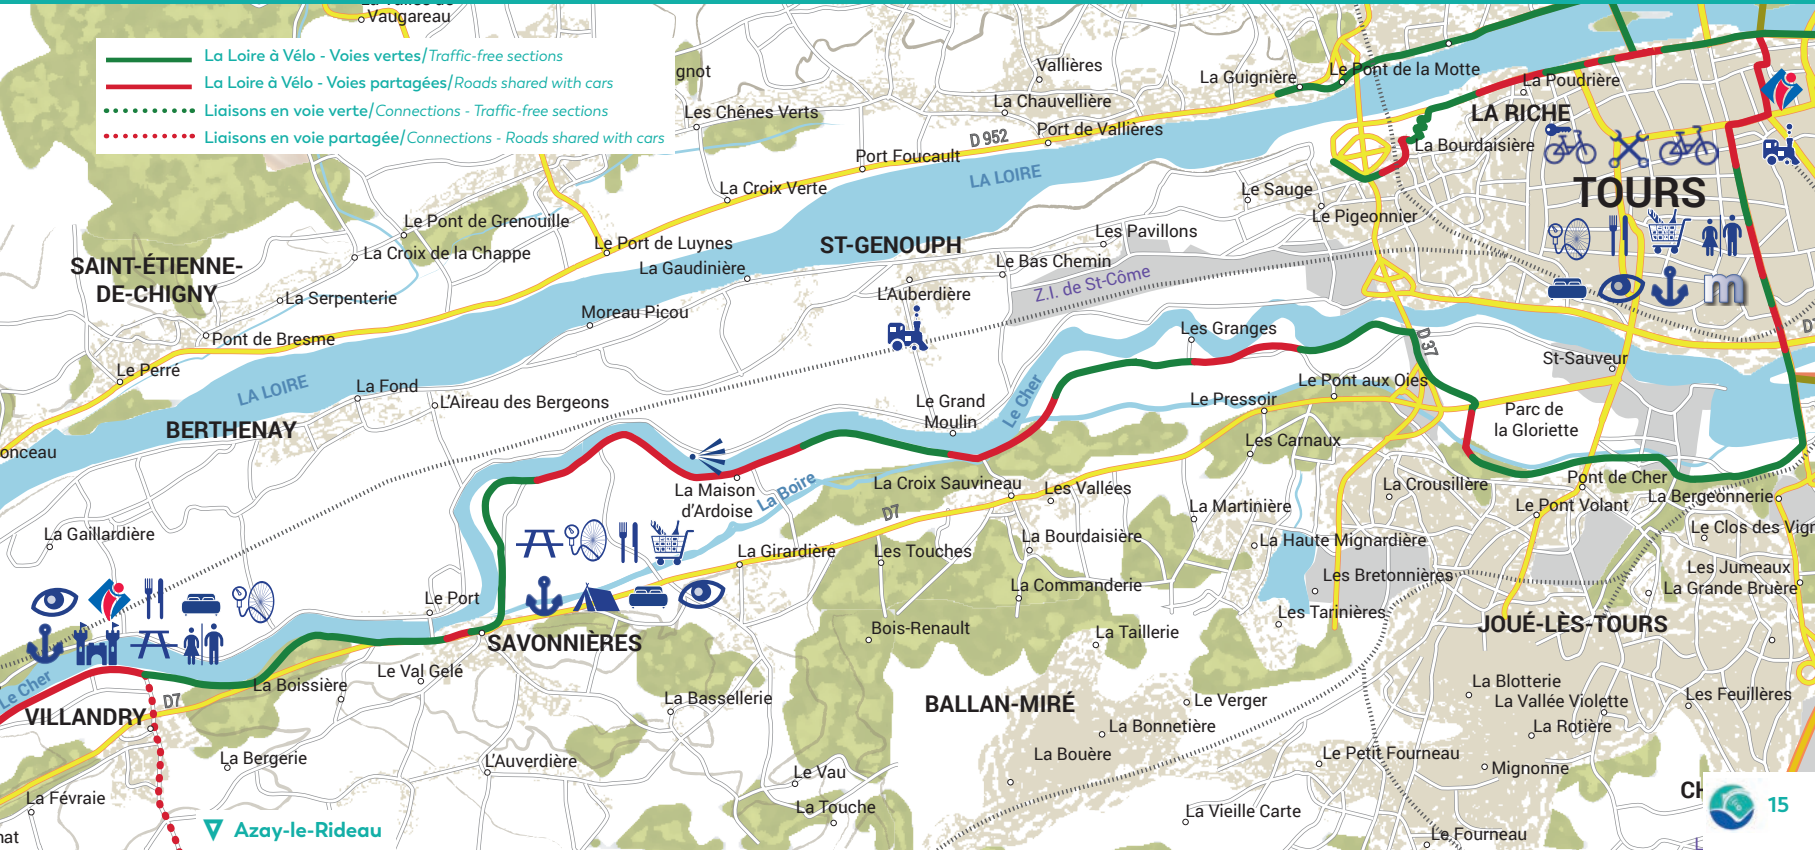 Vaugareau
La Loire à Vélo - Voies vertes/Traffic-free sections
La Loire à Vélo - Voies partagées/Roads shared with cars
Liaisons en voie verte/Connections - Traffic-free sections
Liaisons en voie partagée/Connections - Roads shared with cars
gnot
Les Chênes Verts
Vallières
La Chauvellière
Port de Vallières
D 952
Port Foucault
La Croix Verte
LA LOIRE
La Guignière
Le Pont de la Motte
La Poudrière
LA RICHE
La Bourdaisière
TOURS
Le Sauge
Le Pigeonnier
Les Pavillons
Le Bas Chemin
Z.I. de St-Côme
ST-GENOUPH
L'Auberdière
Le Pont de Grenouille
La Croix de la Chappe
Le Port de Luynes
La Gaudinière
SAINT-ÉTIENNE-
DE-CHIGNY
La Serpenterie
Moreau Picou
Pont de Bresme
Le Perré
LA LOIRE
La Fond
L'Aireau des Bergeons
BERTHENAY
onceau
m
Les Granges
D 37
St-Sauveur
Le Pont aux Oies
Le Pressoir
Parc de
la Gloriette
Le Cher
Le Grand
Moulin
Les Carnaux
La Maison
d'Ardoise
La Boire
La Croix Sauvineau
Les Vallées
D7
La Crousillère
Pont de Cher
La Bergeonnerie
Le Pont Volant
Le Clos des Vigr
La Martinière
La Haute Mignardière
Les Bretonnières
Les Jumeaux
La Grande Bruère
Les Tarinières
JOUÉ-LÈS-TOURS
La Gaillardière
La Girardière
Les Touches
La Bourdaisière
La Commanderie
Le Port
SAVONNIÈRES
Bois-Renault
La Taillerie
Le Cher
VILLANDRY
D7
La Boissière
Le Val Gelé
La Bassellerie
BALLAN-MIRÉ
Le Verger
La Bonnetière
La Bouère
La Blotterie
La Vallée Violette
Les Feuillères
La Rotière
Le Petit Fourneau
Mignonne
La Bergerie
L'Auverdière
Le Vau
La Touche
La Févraie
nat
Azay-le-Rideau
La Vieille Carte
Le Fourneau
CH
15